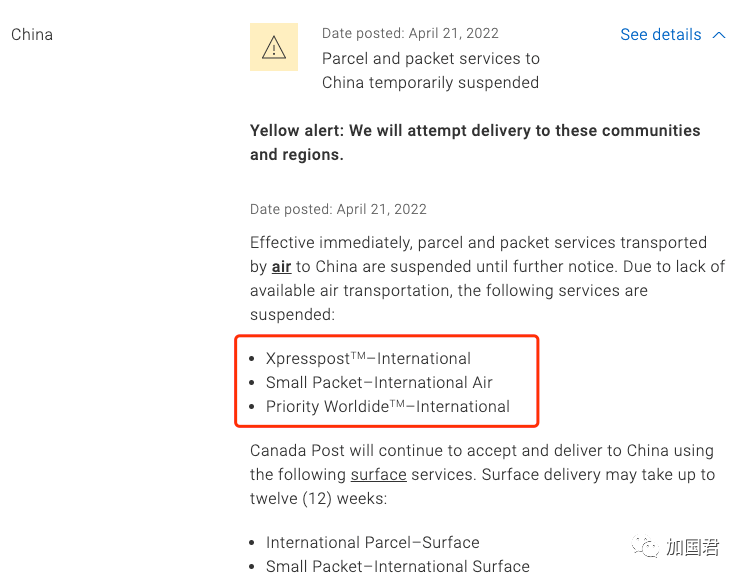 China
Date posted: April 21, 2022
See details
Parcel and packet services to
China temporarily suspended
Yellow alert: We will attempt delivery to these communities
and regions.
Date posted: April 21, 2022
Effective immediately, parcel and packet services transported
by air to China are suspended until further notice. Due to lack of
available air transportation, the following services are
suspended:
• Xpresspost™–International
• Small Packet–International Air
• Priority Worldide™–International
Canada Post will continue to accept and deliver to China using
the following surface services. Surface delivery may take up to
twelve (12) weeks:
• International Parcel–Surface
• Small Packet–International Surface
加国君